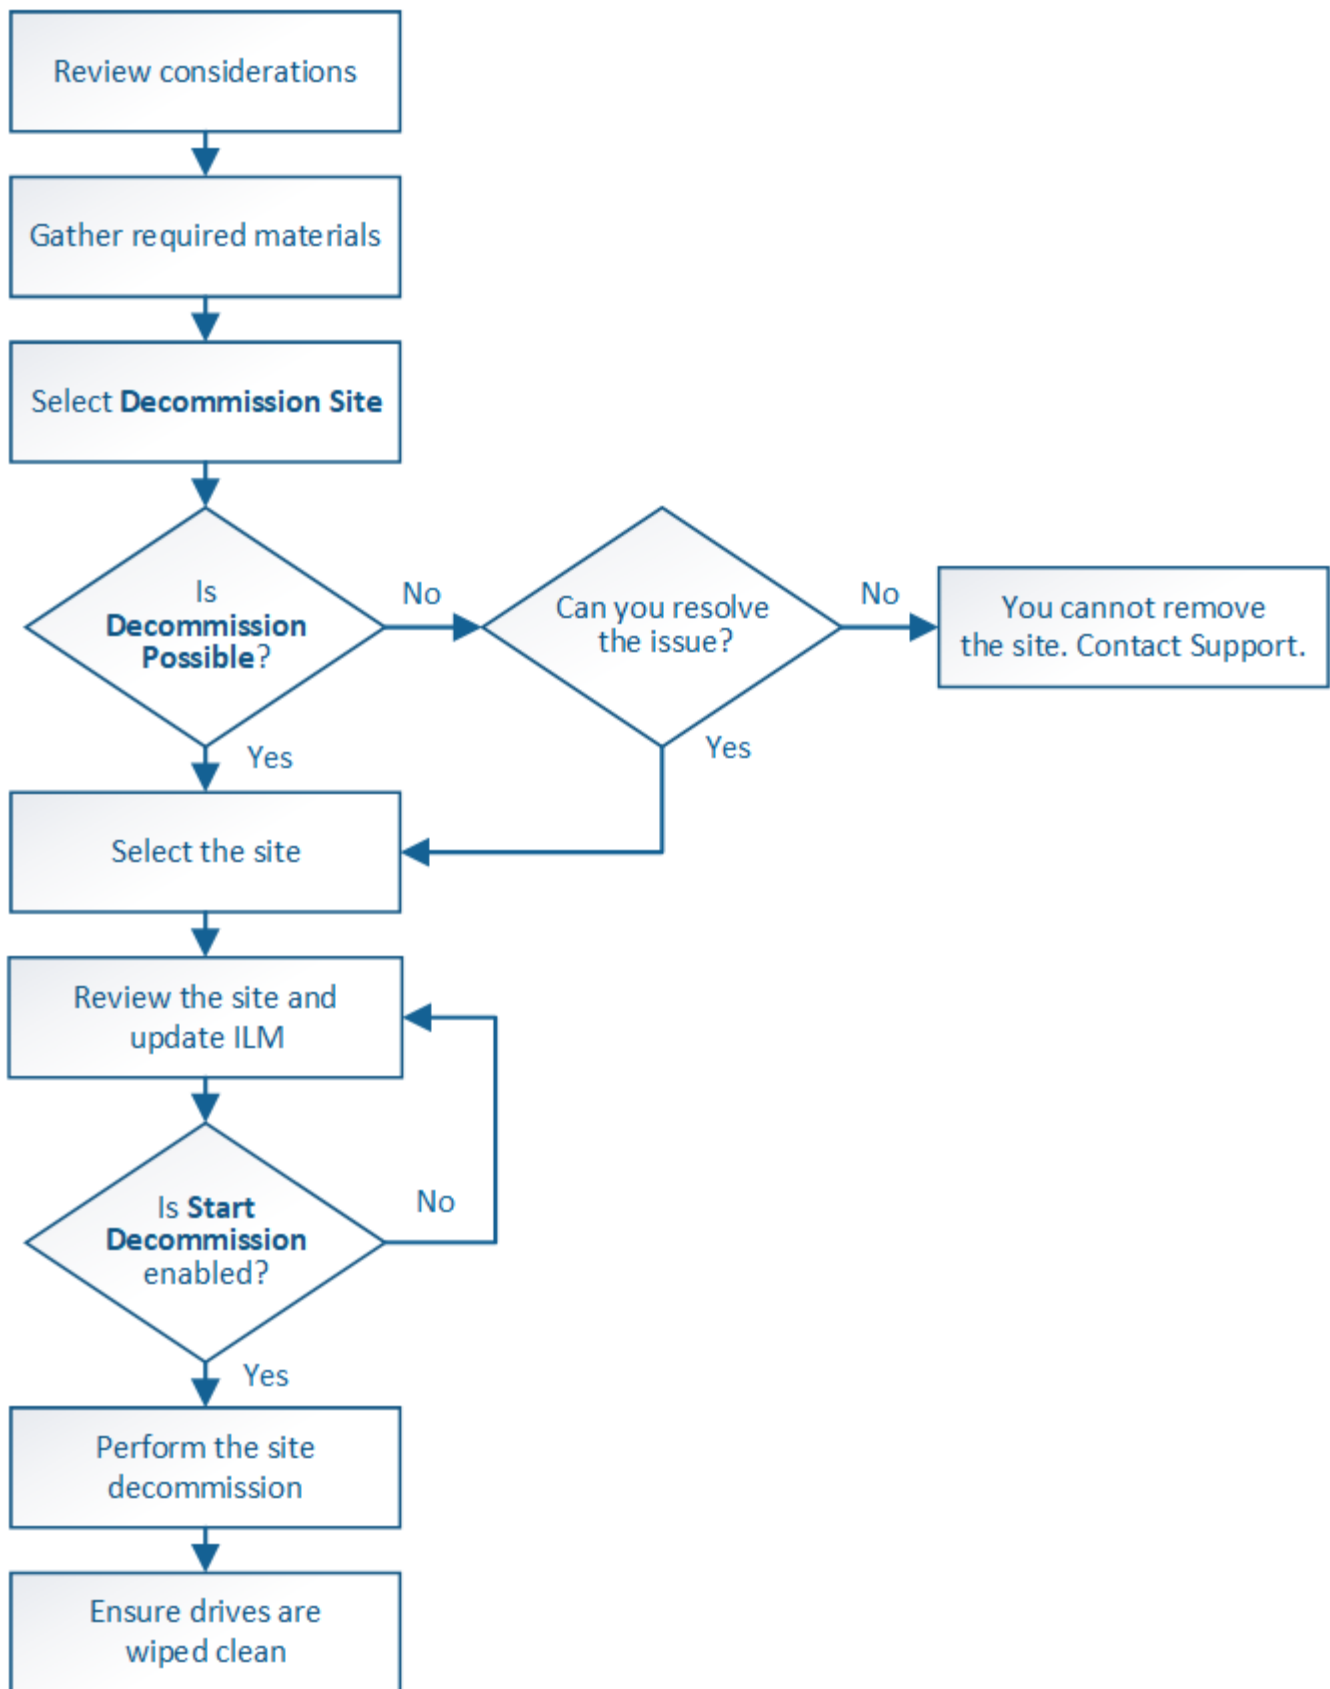 Review considerations
Gather required materials
Select Decommission Site
Is
Decommission
Possible?
No
Can you resolve
the issue?
No
You cannot remove
the site. Contact Support.
Yes
Yes
Select the site
Review the site and
update ILM
Is Start
Decommission
enabled?
No
Yes
Perform the site
decommission
Ensure drives are
wiped clean